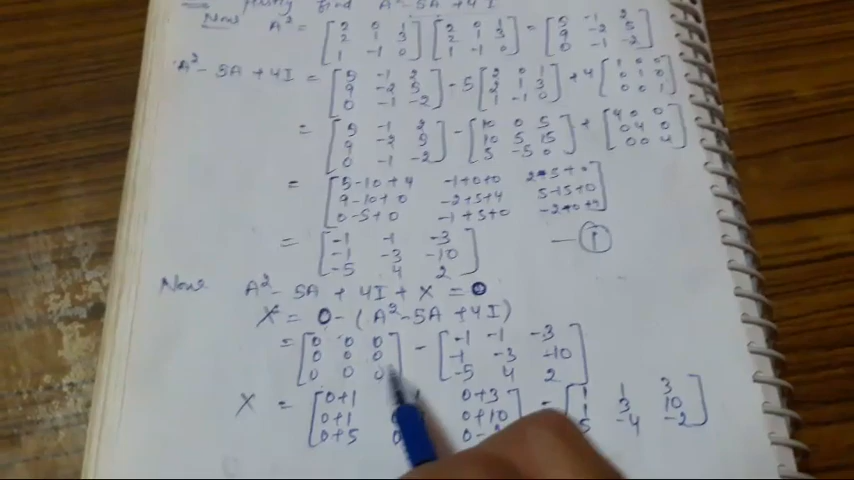 find A² - 5A + 4I
Now A² = [2 0 1 2 1 3 1 -1 0] [2 0 1 2 1 3 1 -1 0] = [5 -1 2 9 -2 5 0 -1 -2]
A² - 5A + 4I = [5 -1 2 9 -2 5 0 -1 -2] - 5 [2 0 1 2 1 3 1 -1 0] + 4 [1 0 0 0 1 0 0 0 1]
= [5 -1 2 9 -2 5 0 -1 -2] - [10 0 5 10 5 15 5 -5 0] + [4 0 0 0 4 0 0 0 4]
= [5-10+4 -1+0+0 2-5+0 9-10+0 -2+5+4 5-15+0 0-5+0 -1+5+0 -2+0+4]
= [-1 -1 -3 -1 -3 -10 -5 4 2] — ①
Now A² - 5A + 4I + X = 0
X = 0 - (A² - 5A + 4I)
= [0 0 0 0 0 0 0 0 0] - [-1 -1 -3 -1 -3 -10 -5 4 2]
X = [0+1 1 0+3 0+1 0+10 0+5 0-2] = [1 1 3 1 3 10 5 -4 -2]